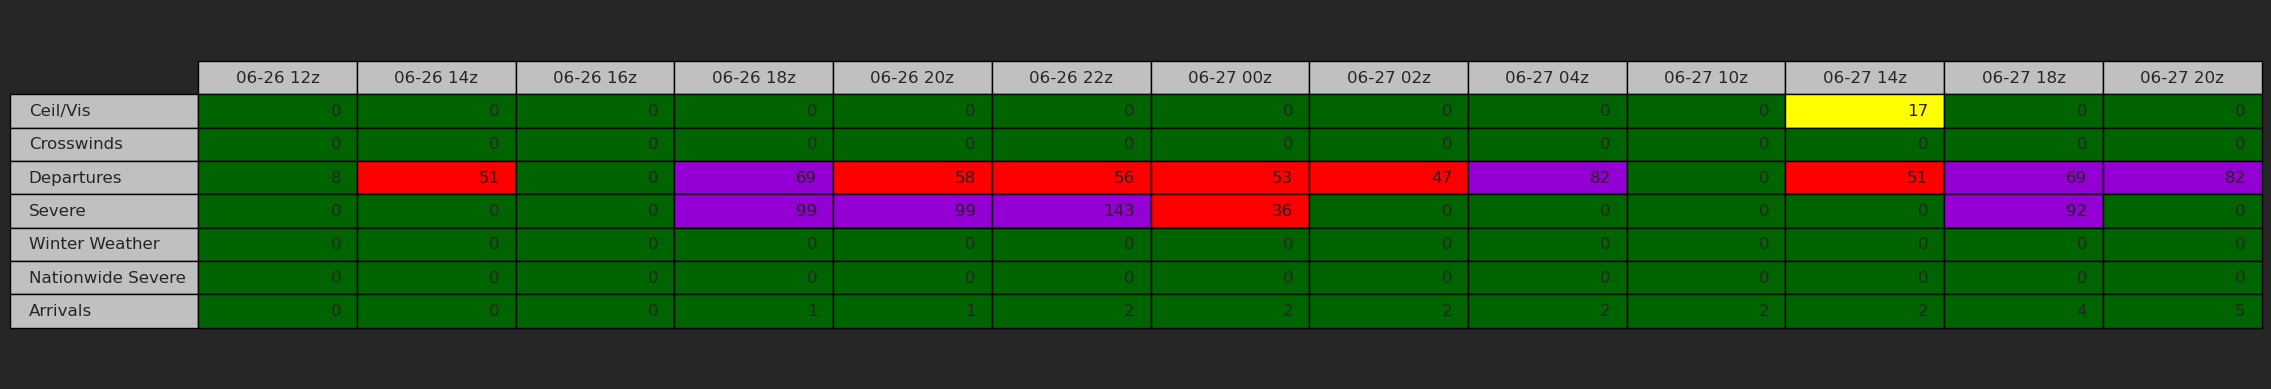 06-26 12z 06-26 14z 06-26 16z 06-26 18z 06-26 20z 06-26 22z 06-27 00z 06-27 02z 06-27 04z 06-27 10z 06-27 14z 06-27 18z 06-27 20z
Ceil/Vis 0 0 0 0 0 0 0 0 0 0 17 0 0
Crosswinds 0 0 0 0 0 0 0 0 0 0 0 0 0
Departures 8 51 0 69 58 56 53 47 82 0 51 69 82
Severe 0 0 0 99 99 143 36 0 0 0 0 92 0
Winter Weather 0 0 0 0 0 0 0 0 0 0 0 0 0
Nationwide Severe 0 0 0 0 0 0 0 0 0 0 0 0 0
Arrivals 0 0 0 1 1 2 2 2 2 2 2 4 5